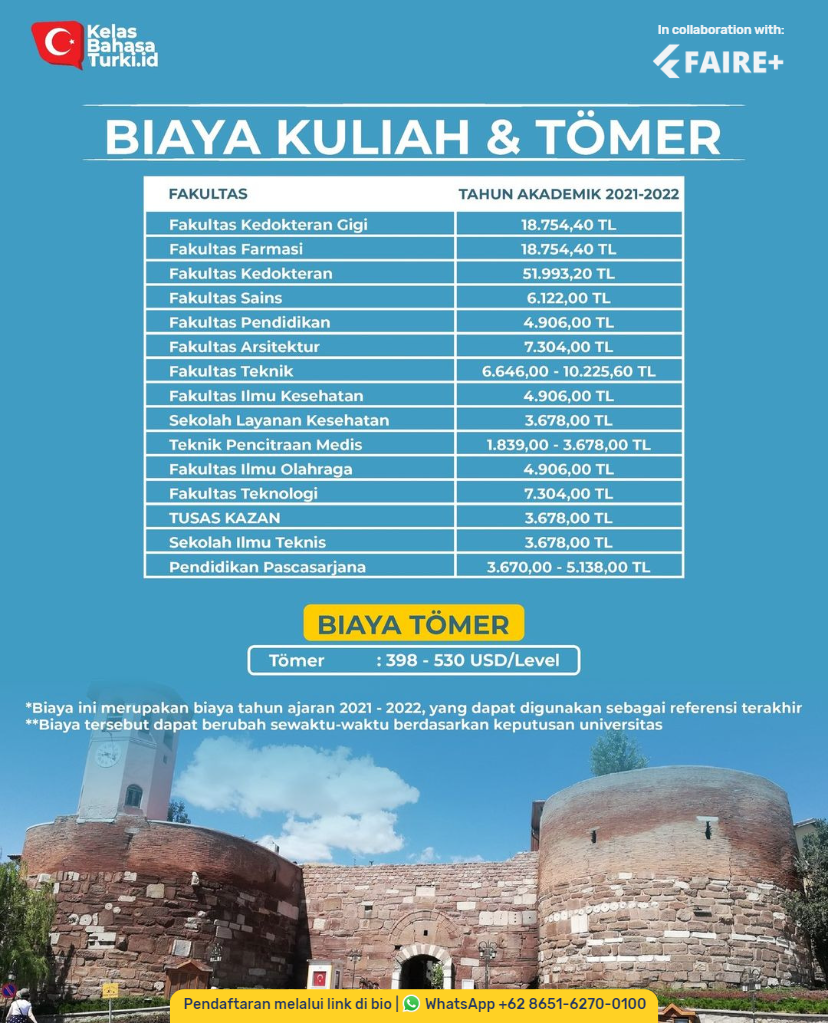 Kelas
Bahasa
Turki.id
In collaboration with:
FAIRE+
BIAYA KULIAH & TÖMER
FAKULTAS TAHUN AKADEMIK 2021-2022
Fakultas Kedokteran Gigi 18.754,40 TL
Fakultas Farmasi 18.754,40 TL
Fakultas Kedokteran 51.993,20 TL
Fakultas Sains 6.122,00 TL
Fakultas Pendidikan 4.906,00 TL
Fakultas Arsitektur 7.304,00 TL
Fakultas Teknik 6.646,00 - 10.225,60 TL
Fakultas Ilmu Kesehatan 4.906,00 TL
Sekolah Layanan Kesehatan 3.678,00 TL
Teknik Pencitraan Medis 1.839,00 - 3.678,00 TL
Fakultas Ilmu Olahraga 4.906,00 TL
Fakultas Teknologi 7.304,00 TL
TUSAS KAZAN 3.678,00 TL
Sekolah Ilmu Teknis 3.678,00 TL
Pendidikan Pascasarjana 3.670,00 - 5.138,00 TL
BIAYA TÖMER
Tömer : 398 - 530 USD/Level
*Biaya ini merupakan biaya tahun ajaran 2021 - 2022, yang dapat digunakan sebagai referensi terakhir
**Biaya tersebut dapat berubah sewaktu-waktu berdasarkan keputusan universitas
Pendaftaran melalui link di bio | WhatsApp +62 8651-6270-0100